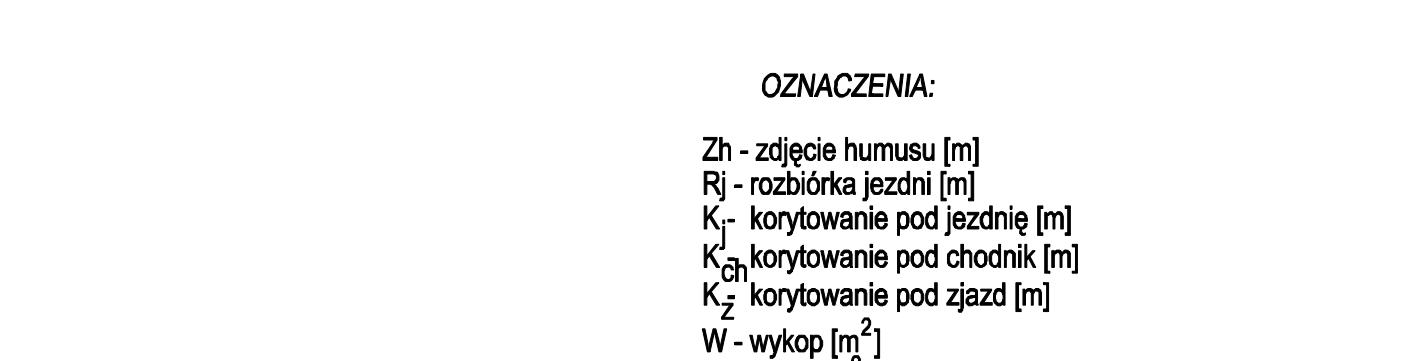 OZNACZENIA:
Zh - zdjęcie humusu [m]
Rj - rozbiórka jezdni [m]
Kj - korytowanie pod jezdnię [m]
Kch - korytowanie pod chodnik [m]
Kz - korytowanie pod zjazd [m]
W - wykop [m²]